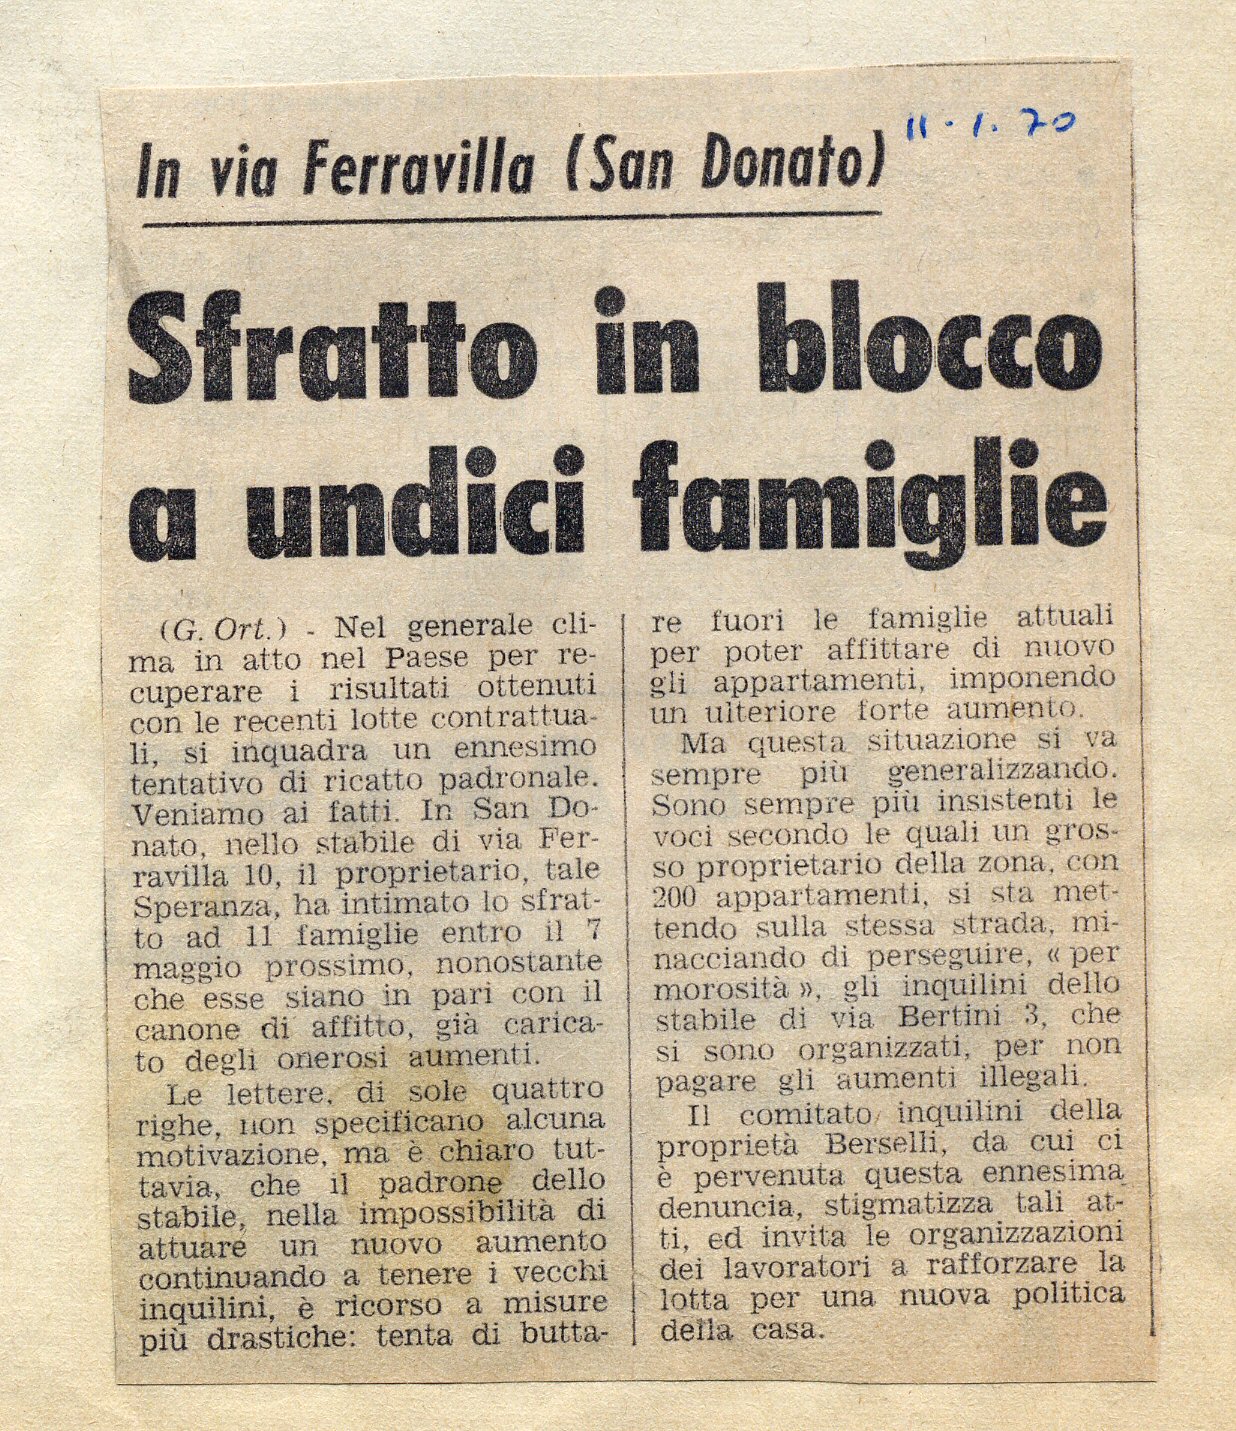 11.1.70
In via Ferravilla (San Donato)
Sfratto in blocco
a undici famiglie
(G. Ort.) - Nel generale cli-
ma in atto nel Paese per re-
cuperare i risultati ottenuti
con le recenti lotte contrattua-
li, si inquadra un ennesimo
tentativo di ricatto padronale.
Veniamo ai fatti. In San Do-
nato, nello stabile di via Fer-
ravilla 10, il proprietario, tale
Speranza, ha intimato lo sfrat-
to ad 11 famiglie entro il 7
maggio prossimo, nonostante
che esse siano in pari con il
canone di affitto, già carica-
to degli onerosi aumenti.
Le lettere, di sole quattro
righe, non specificano alcuna
motivazione, ma è chiaro tut-
tavia, che il padrone dello
stabile, nella impossibilità di
attuare un nuovo aumento
continuando a tenere i vecchi
inquilini, è ricorso a misure
più drastiche: tenta di butta-
re fuori le famiglie attuali
per poter affittare di nuovo
gli appartamenti, imponendo
un ulteriore forte aumento.
Ma questa situazione si va
sempre più generalizzando.
Sono sempre più insistenti le
voci secondo le quali un gros-
so proprietario della zona, con
200 appartamenti, si sta met-
tendo sulla stessa strada, mi-
nacciando di perseguire, « per
morosità », gli inquilini dello
stabile di via Bertini 3, che
si sono organizzati, per non
pagare gli aumenti illegali.
Il comitato inquilini della
proprietà Berselli, da cui ci
è pervenuta questa ennesima
denuncia, stigmatizza tali at-
ti, ed invita le organizzazioni
dei lavoratori a rafforzare la
lotta per una nuova politica
della casa.